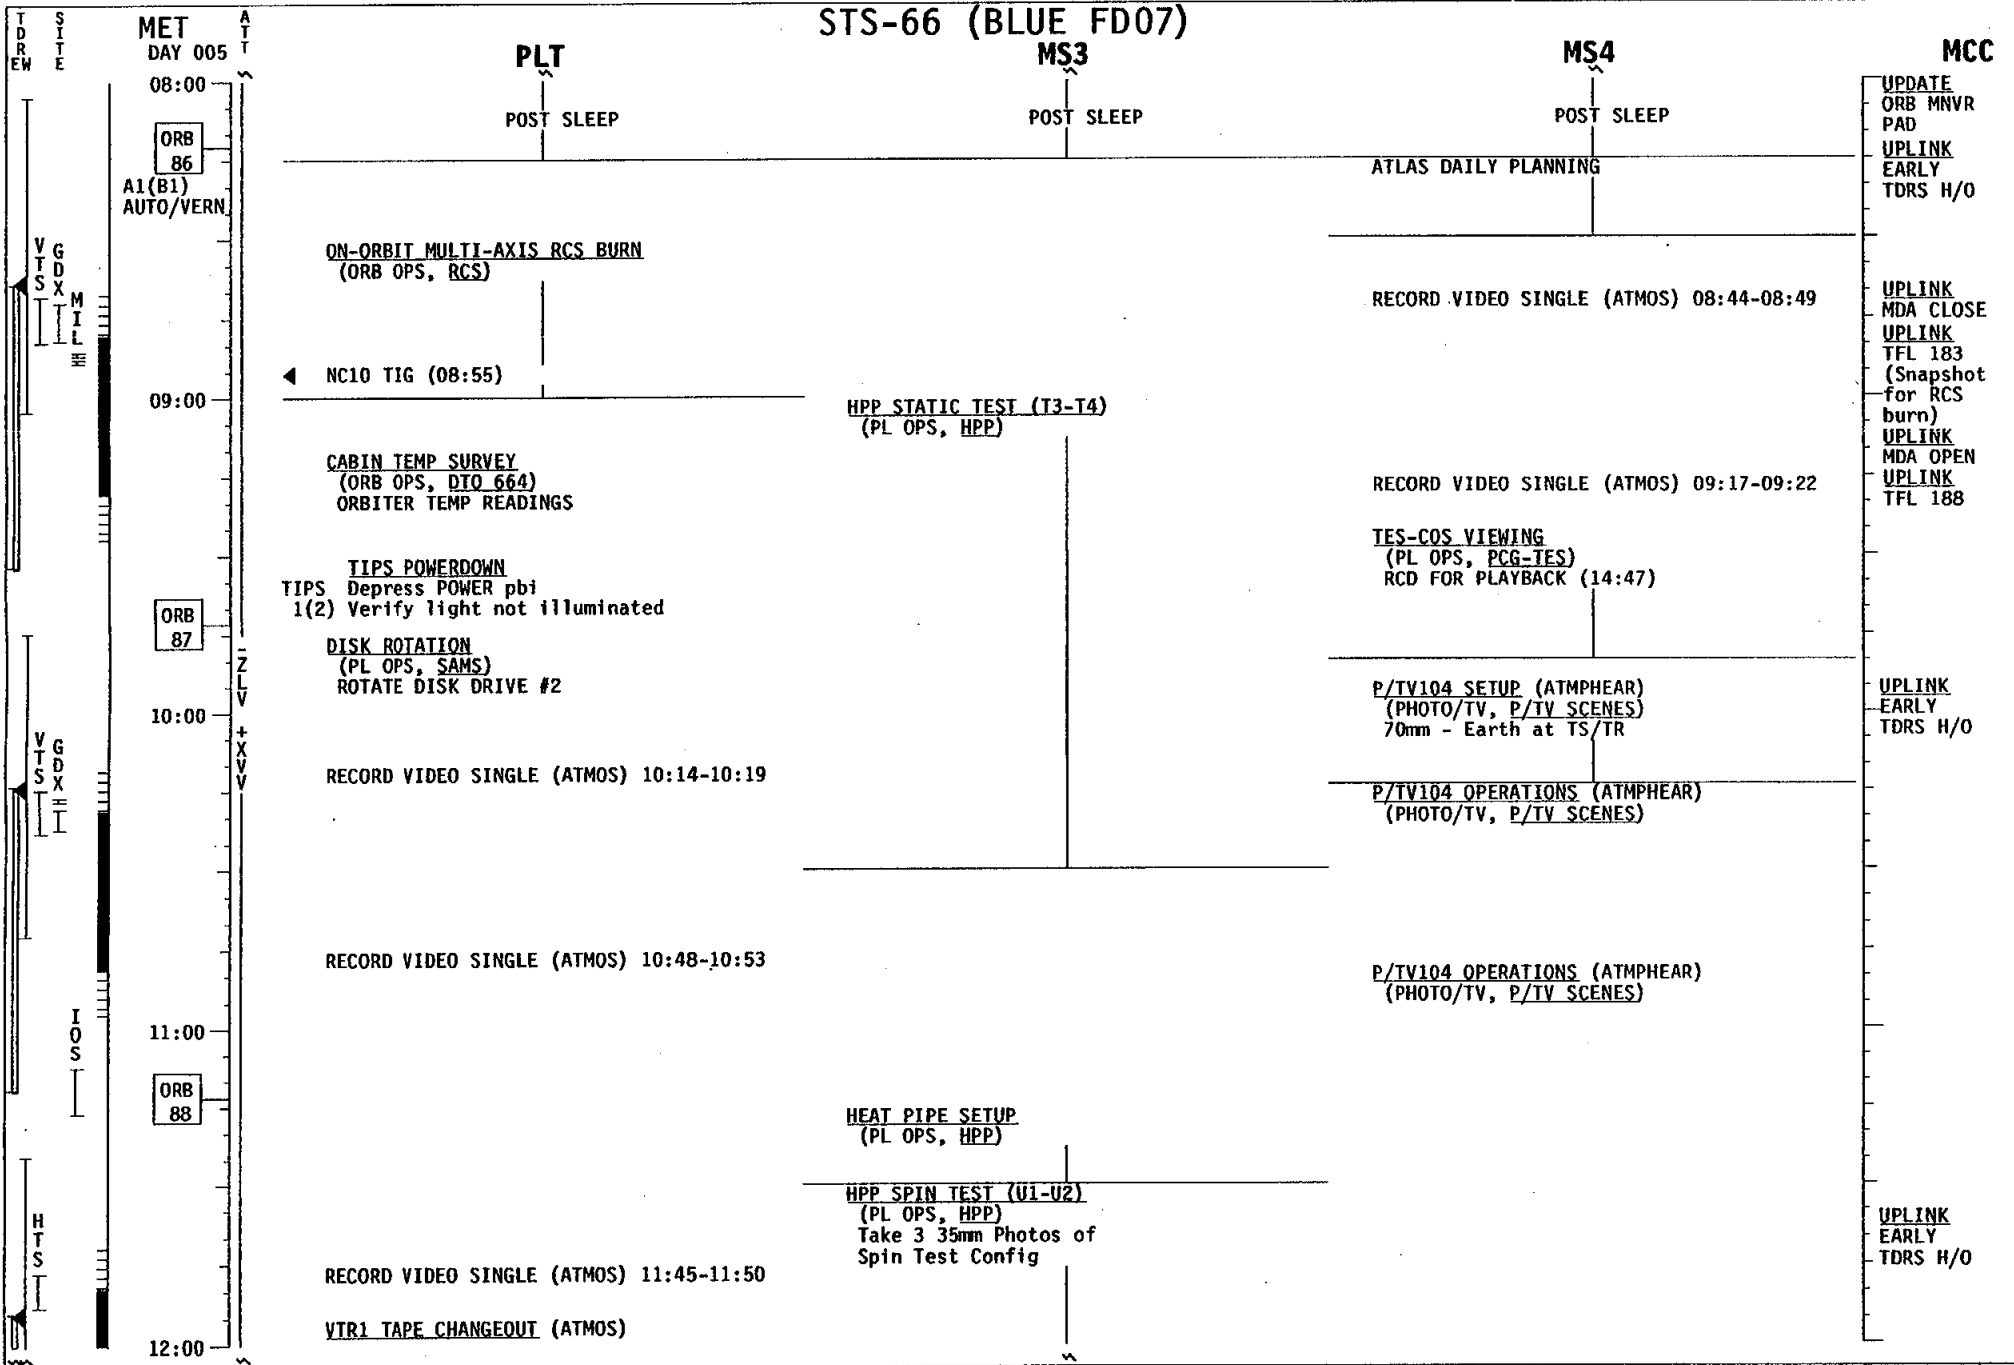 STS-66 (BLUE FD07)
TDRE W
SITE
MET
DAY 005
ATT
PLT
MS3
MS4
MCC
08:00
ORB
86
A1(B1)
AUTO/VERN
VTS
GDX
MIL
09:00
ORB
87
-ZLV +XVV
10:00
VTS
GDX
IOS
11:00
ORB
88
HTS
12:00
POST SLEEP
ON-ORBIT MULTI-AXIS RCS BURN
(ORB OPS, RCS)
NC10 TIG (08:55)
CABIN TEMP SURVEY
(ORB OPS, DTO 664)
ORBITER TEMP READINGS
TIPS POWERDOWN
TIPS Depress POWER pbi
1(2) Verify light not illuminated
DISK ROTATION
(PL OPS, SAMS)
ROTATE DISK DRIVE #2
RECORD VIDEO SINGLE (ATMOS) 10:14-10:19
RECORD VIDEO SINGLE (ATMOS) 10:48-10:53
RECORD VIDEO SINGLE (ATMOS) 11:45-11:50
VTR1 TAPE CHANGEOUT (ATMOS)
POST SLEEP
HPP STATIC TEST (T3-T4)
(PL OPS, HPP)
HEAT PIPE SETUP
(PL OPS, HPP)
HPP SPIN TEST (U1-U2)
(PL OPS, HPP)
Take 3 35mm Photos of
Spin Test Config
POST SLEEP
ATLAS DAILY PLANNING
RECORD VIDEO SINGLE (ATMOS) 08:44-08:49
RECORD VIDEO SINGLE (ATMOS) 09:17-09:22
TES-COS VIEWING
(PL OPS, PCG-TES)
RCD FOR PLAYBACK (14:47)
P/TV104 SETUP (ATMPHEAR)
(PHOTO/TV, P/TV SCENES)
70mm - Earth at TS/TR
P/TV104 OPERATIONS (ATMPHEAR)
(PHOTO/TV, P/TV SCENES)
P/TV104 OPERATIONS (ATMPHEAR)
(PHOTO/TV, P/TV SCENES)
UPDATE
ORB MNVR
PAD
UPLINK
EARLY
TDRS H/O
UPLINK
MDA CLOSE
UPLINK
TFL 183
(Snapshot
for RCS
burn)
UPLINK
MDA OPEN
UPLINK
TFL 188
UPLINK
EARLY
TDRS H/O
UPLINK
EARLY
TDRS H/O